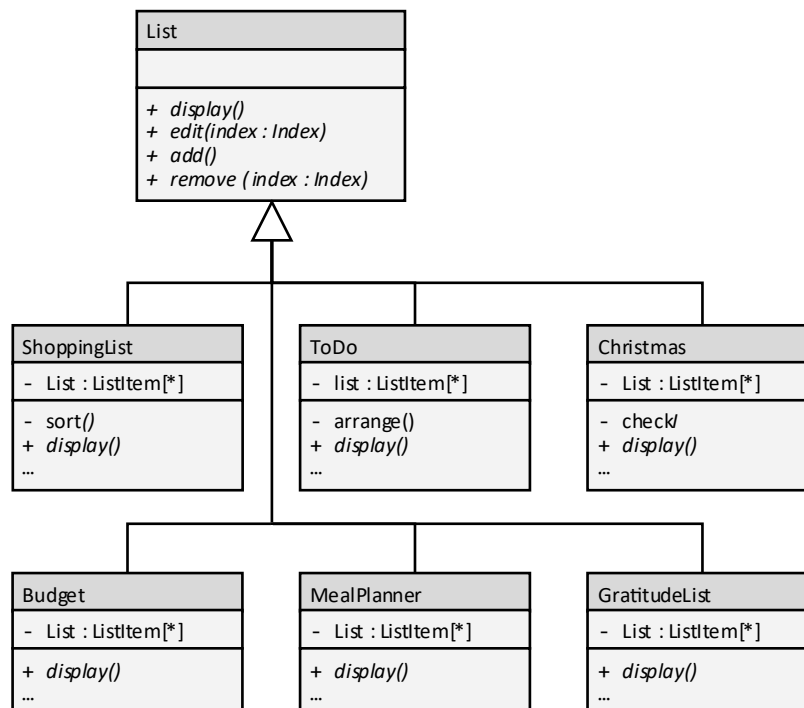 List
+ display()
+ edit(index : Index)
+ add()
+ remove ( index : Index)
ShoppingList
- List : ListItem[*]
- sort()
+ display()
...
ToDo
- list : ListItem[*]
- arrange()
+ display()
...
Christmas
- List : ListItem[*]
- check/
+ display()
...
Budget
- List : ListItem[*]
+ display()
...
MealPlanner
- List : ListItem[*]
+ display()
...
GratitudeList
- List : ListItem[*]
+ display()
...